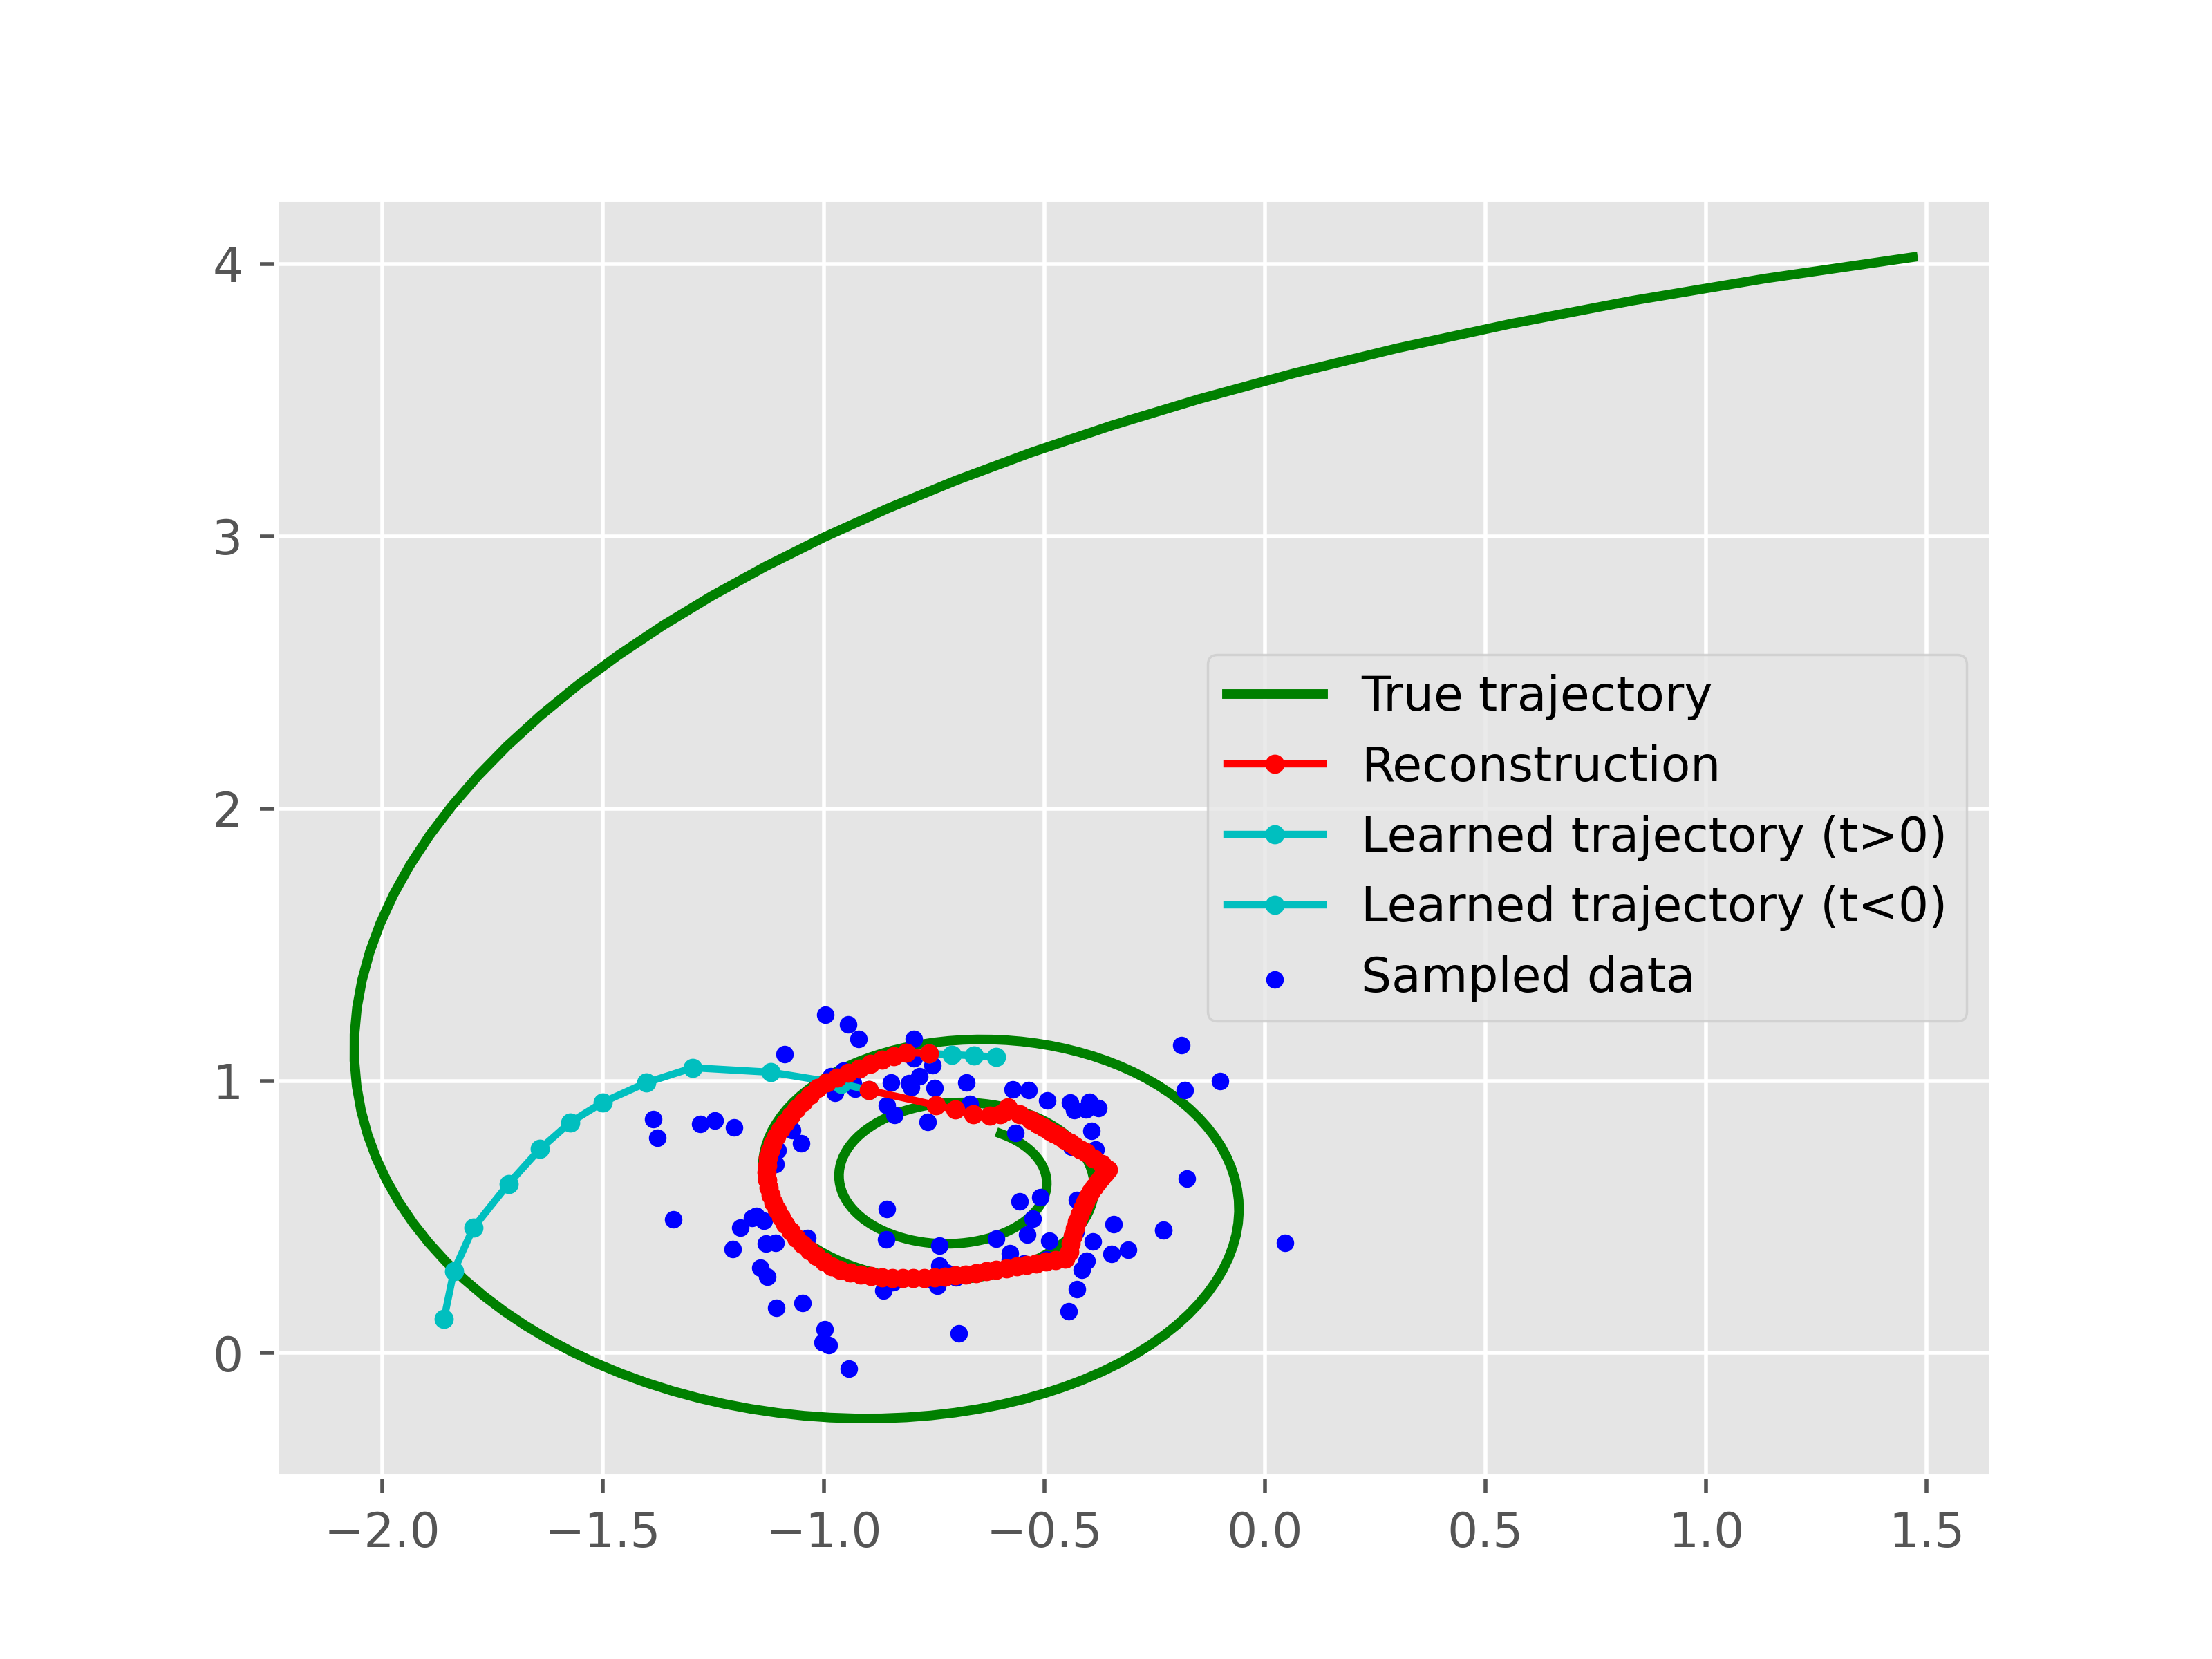 4
3
2
1
0
True trajectory
Reconstruction
Learned trajectory (t>0)
Learned trajectory (t<0)
Sampled data
−2.0 −1.5 −1.0 −0.5 0.0 0.5 1.0 1.5